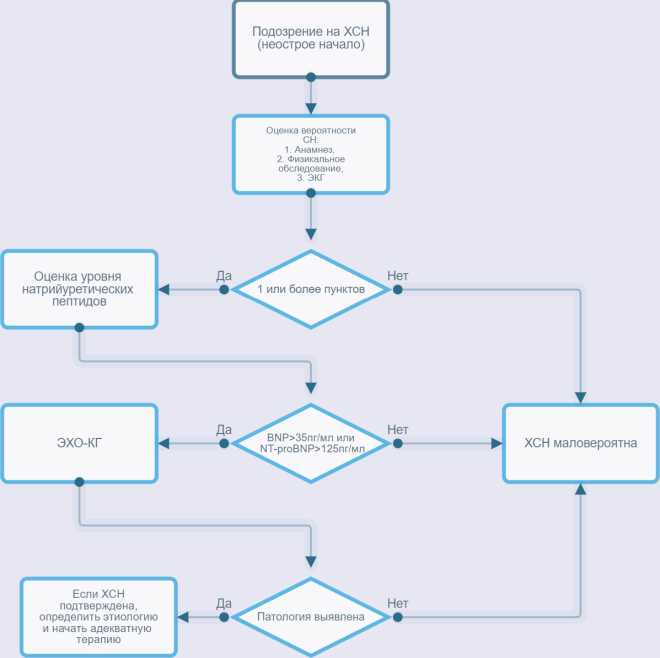 Подозрение на ХСН
(неострое начало)
Оценка вероятности
СН:
1. Анамнез,
2. Физикальное
обследование,
3. ЭКГ
Оценка уровня
натрийуретических
пептидов
Да
1 или более пунктов
Нет
ЭХО-КГ
Да
BNP>35пг/мл или
NT-proBNP>125пг/мл
Нет
ХСН маловероятна
Если ХСН
подтверждена,
определить этиологию
и начать адекватную
терапию
Да
Патология выявлена
Нет